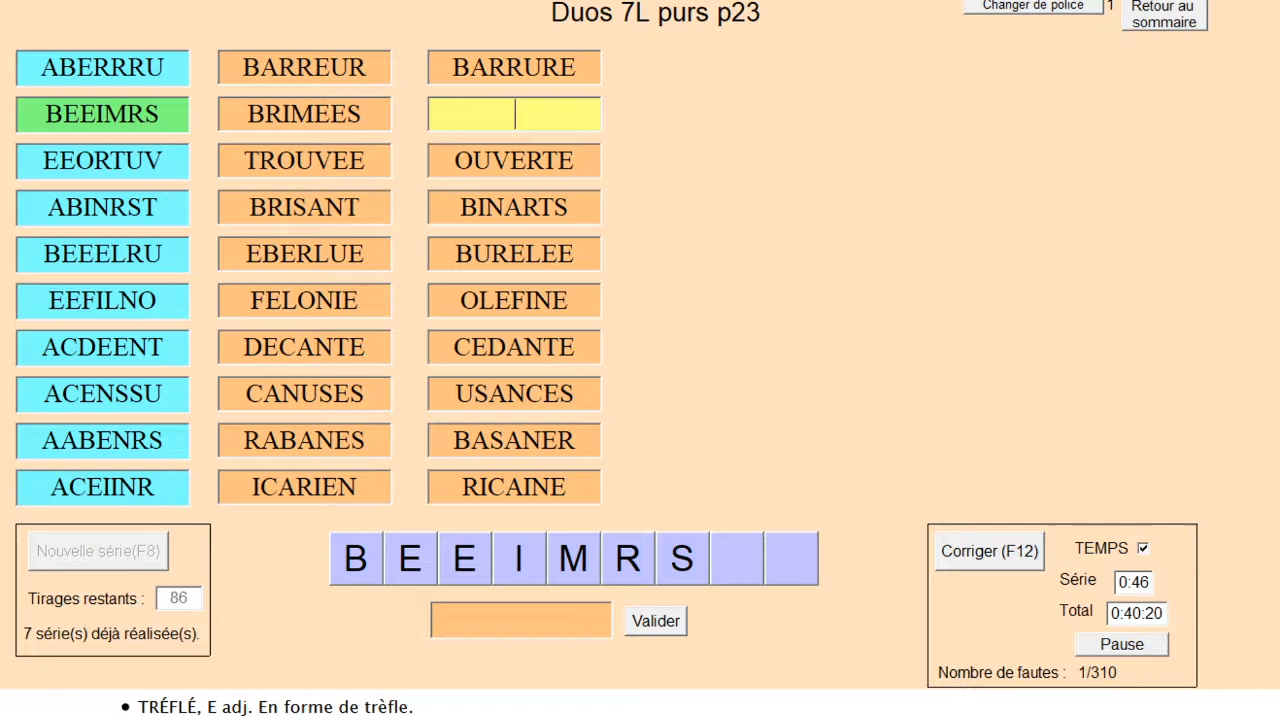 Duos 7L purs p23
Changer de police 1 Retour au sommaire
ABERRRU BARREUR BARRURE
BEEIMRS BRIMEES
EEORTUV TROUVEE OUVERTE
ABINRST BRISANT BINARTS
BEEELRU EBERLUE BURELEE
EEFILNO FELONIE OLEFINE
ACDEENT DECANTE CEDANTE
ACENSSU CANUSES USANCES
AABENRS RABANES BASANER
ACEIINR ICARIEN RICAINE
Nouvelle série(F8)
Tirages restants : 86
7 série(s) déjà réalisée(s).
B E E I M R S
Valider
Corriger (F12) TEMPS
Série 0:46
Total 0:40:20
Pause
Nombre de fautes : 1/310
• TRÉFLÉ, E adj. En forme de trèfle.